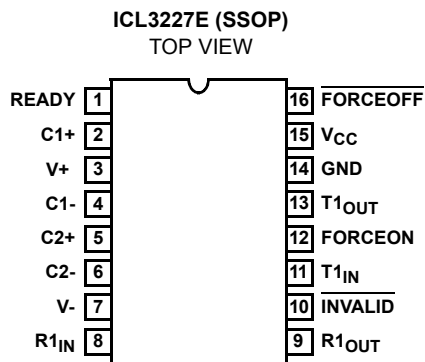 ICL3227E (SSOP)
TOP VIEW
READY 1 16 FORCEOFF
C1+ 2 15 VCC
V+ 3 14 GND
C1- 4 13 T1OUT
C2+ 5 12 FORCEON
C2- 6 11 T1IN
V- 7 10 INVALID
R1IN 8 9 R1OUT